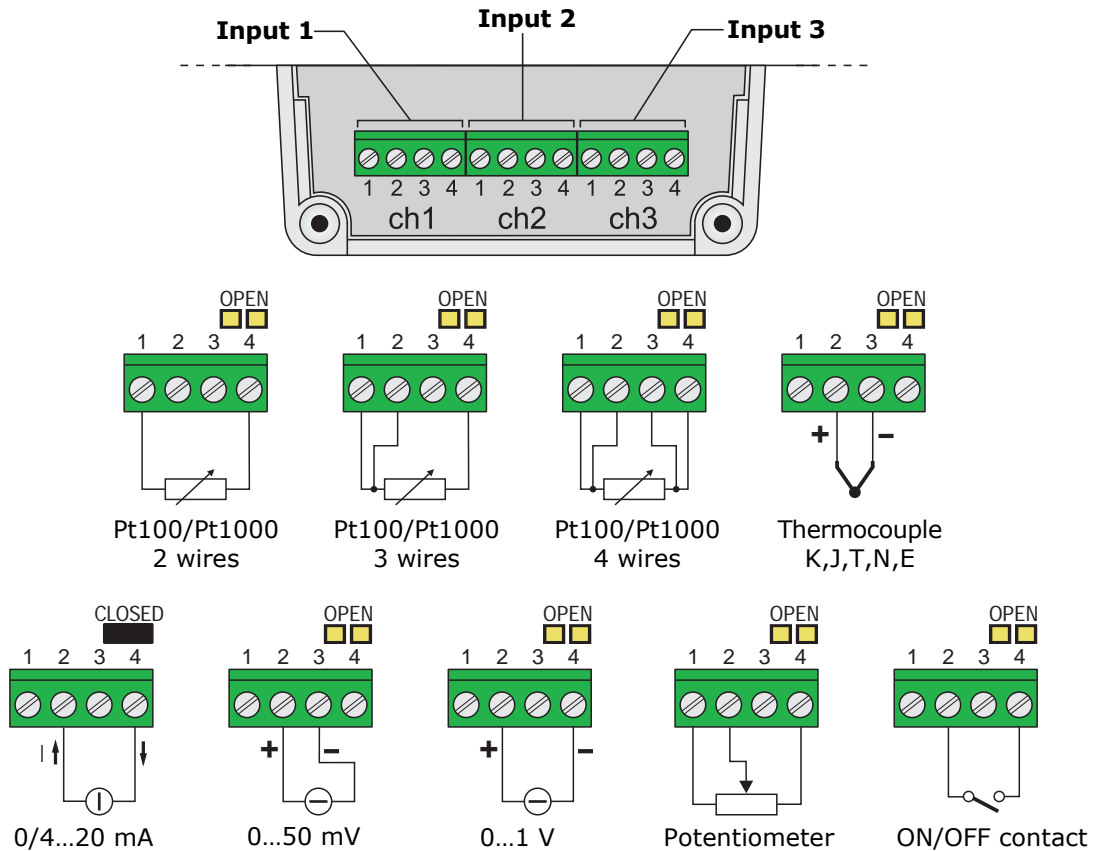 Input 1 Input 2 Input 3
1 2 3 4 1 2 3 4 1 2 3 4
ch1 ch2 ch3
OPEN OPEN OPEN OPEN
1 2 3 4 1 2 3 4 1 2 3 4 1 2 3 4
+ −
Pt100/Pt1000 Pt100/Pt1000 Pt100/Pt1000 Thermocouple
2 wires 3 wires 4 wires K,J,T,N,E
CLOSED OPEN OPEN OPEN OPEN
1 2 3 4 1 2 3 4 1 2 3 4 1 2 3 4 1 2 3 4
I + − + −
0/4...20 mA 0...50 mV 0...1 V Potentiometer ON/OFF contact